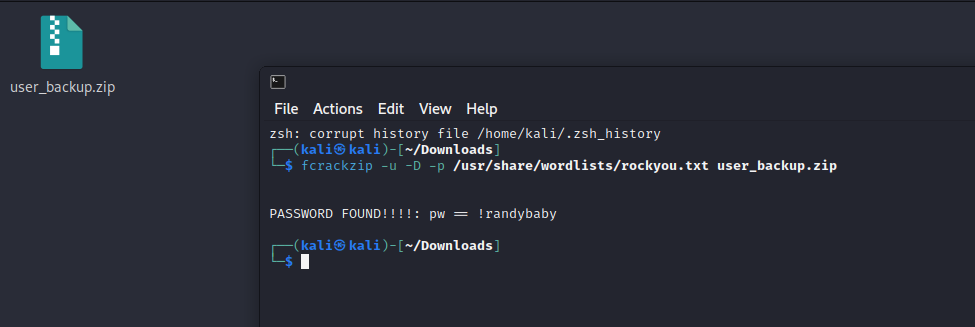 user_backup.zip
File Actions Edit View Help
zsh: corrupt history file /home/kali/.zsh_history
┌──(kali㉿kali)-[~/Downloads]
└─$ fcrackzip -u -D -p /usr/share/wordlists/rockyou.txt user_backup.zip
PASSWORD FOUND!!!!: pw == !randybaby
┌──(kali㉿kali)-[~/Downloads]
└─$